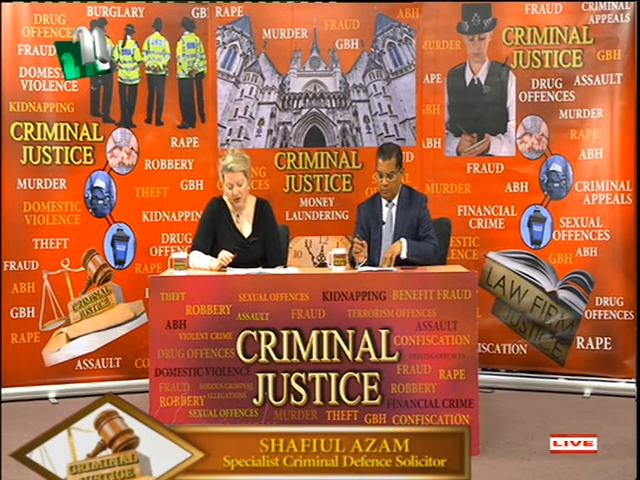 DRUG OFFENCES
BURGLARY
GBH
RAPE
MURDER
FRAUD
GBH
ABH
MURDER
CRIMINAL APPEALS
FRAUD
DOMESTIC VIOLENCE
KIDNAPPING
CRIMINAL
JUSTICE
RAPE
ROBBERY
MURDER
THEFT
GBH
DOMESTIC
VIOLENCE
KIDNAPPING
THEFT
FRAUD
ABH
RAPE
GBH
RAPE
ASSAULT
CRIMINAL
JUSTICE
MONEY
LAUNDERING
CRIMINAL
JUSTICE
DRUG
OFFENCES
ASSAULT
RAPE
MURDER
RAPE
ABH
FRAUD
ABH
MURDER
CRIMINAL
APPEALS
FINANCIAL
CRIME
SEXUAL
OFFENCES
GBH
ABH
LAW FIRM
JUSTICE
DRUG
OFFENCES
RAPE
THEFT
SEXUAL OFFENCES
KIDNAPPING
BENEFIT FRAUD
ROBBERY
ASSAULT
FRAUD
TERRORISM OFFENCES
ABH
ASSAULT
VIOLENT CRIME
CONFISCATION
DRUG OFFENCES
CRIMINAL
JUSTICE
DOMESTIC VIOLENCE
FRAUD
RAPE
FRAUD
ROBBERY
ROBBERY
FINANCIAL CRIME
SEXUAL OFFENCES
MURDER
THEFT
GBH
CONFISCATION
CRIMINAL
JUSTICE
SHAFIUL AZAM
Specialist Criminal Defence Solicitor
LIVE